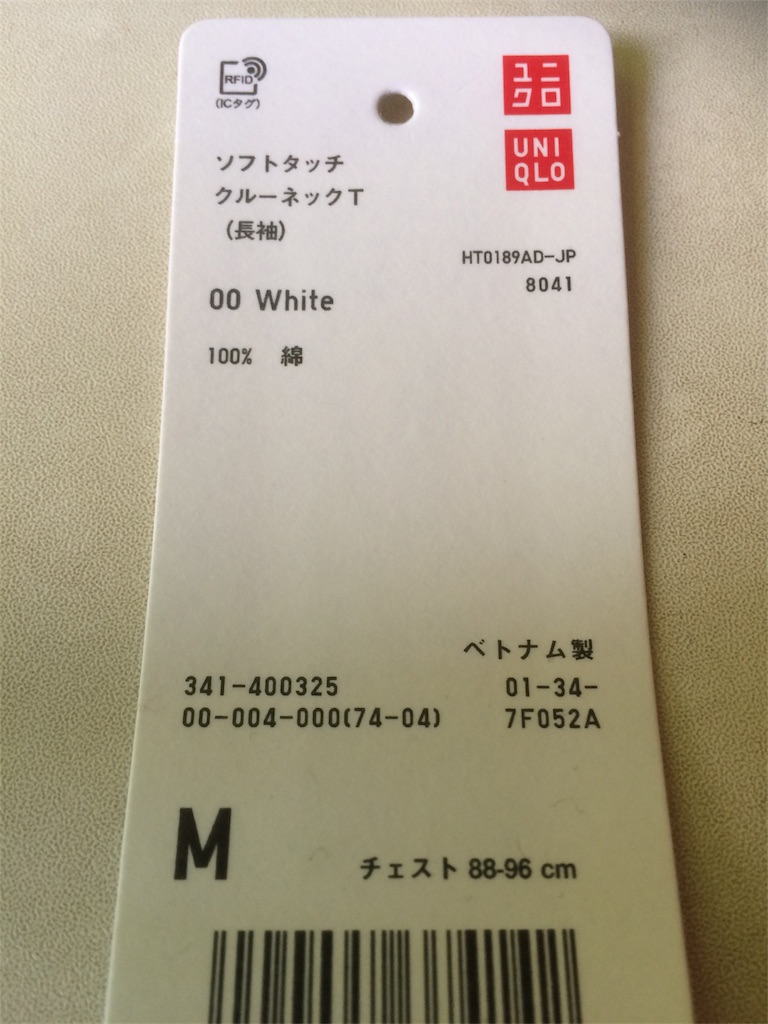 RFID
(ICタグ)
ユニ
クロ
UNI
QLO
ソフトタッチ
クルーネックT
(長袖)
HT0189AD-JP
8041
00 White
100% 綿
ベトナム製
341-400325 01-34-
00-004-000(74-04) 7F052A
M チェスト 88-96 cm